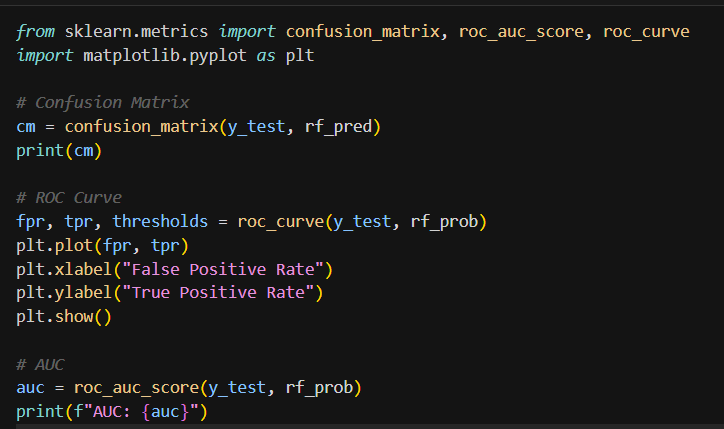 from sklearn.metrics import confusion_matrix, roc_auc_score, roc_curve
import matplotlib.pyplot as plt
# Confusion Matrix
cm = confusion_matrix(y_test, rf_pred)
print(cm)
# ROC Curve
fpr, tpr, thresholds = roc_curve(y_test, rf_prob)
plt.plot(fpr, tpr)
plt.xlabel("False Positive Rate")
plt.ylabel("True Positive Rate")
plt.show()
# AUC
auc = roc_auc_score(y_test, rf_prob)
print(f"AUC: {auc}")